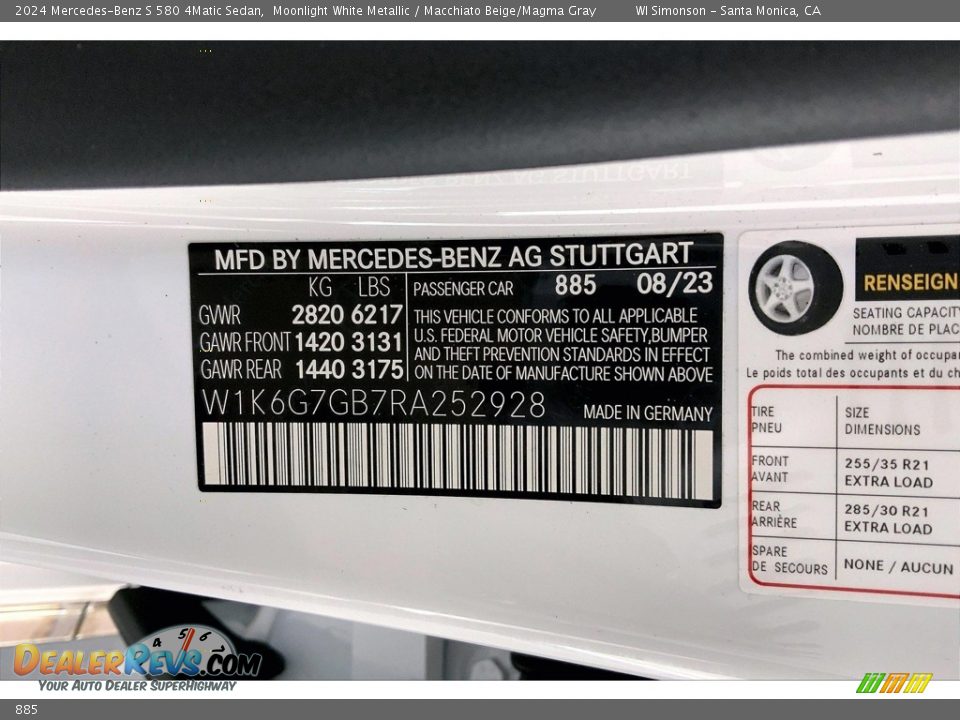 2024 Mercedes-Benz S 580 4Matic Sedan, Moonlight White Metallic / Macchiato Beige/Magma Gray WI Simonson - Santa Monica, CA
MFD BY MERCEDES-BENZ AG STUTTGART
KG LBS
GVWR 2820 6217
GAWR FRONT 1420 3131
GAWR REAR 1440 3175
PASSENGER CAR 885 08/23
THIS VEHICLE CONFORMS TO ALL APPLICABLE
U.S. FEDERAL MOTOR VEHICLE SAFETY,BUMPER
AND THEFT PREVENTION STANDARDS IN EFFECT
ON THE DATE OF MANUFACTURE SHOWN ABOVE
W1K6G7GB7RA252928 MADE IN GERMANY
RENSEIGN
SEATING CAPACITY
NOMBRE DE PLAC
The combined weight of occupan
Le poids total des occupants et du ch
TIRE SIZE
PNEU DIMENSIONS
FRONT 255/35 R21
AVANT EXTRA LOAD
REAR 285/30 R21
ARRIÈRE EXTRA LOAD
SPARE NONE / AUCUN
DE SECOURS
4 5 6
DEALERREVS.COM
YOUR AUTO DEALER SUPERHIGHWAY
885